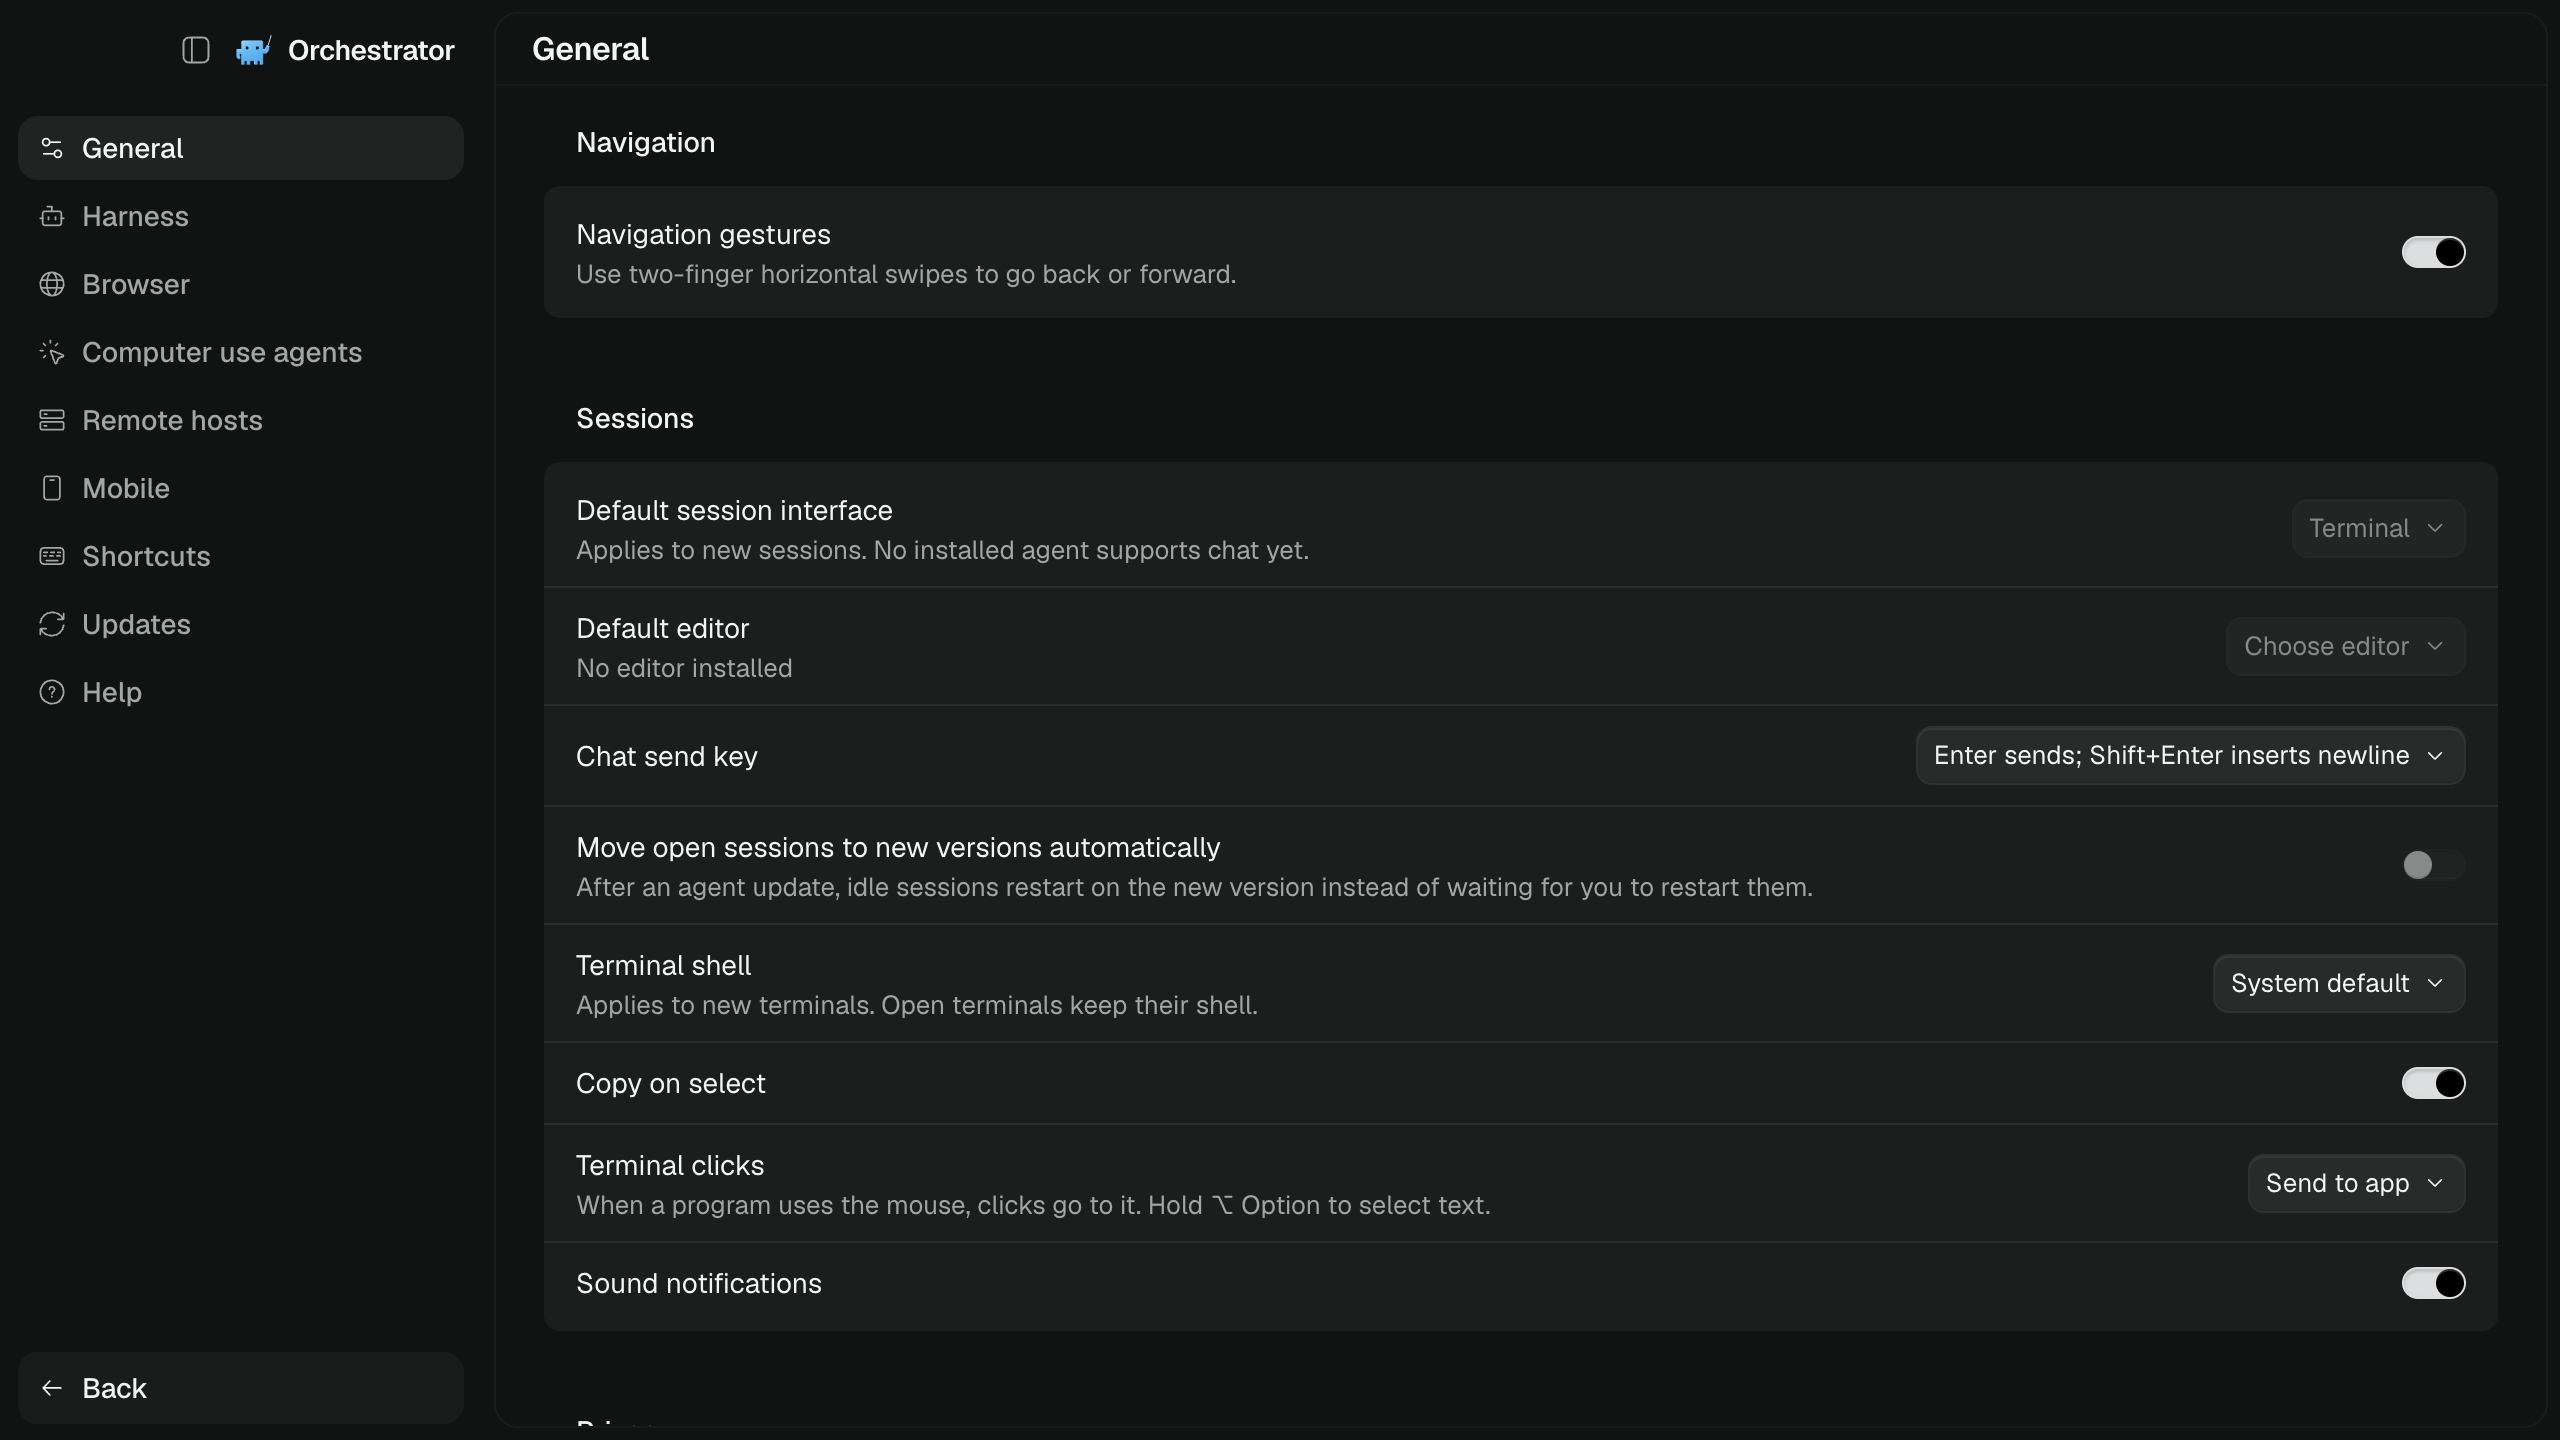 Orchestrator
General
Harness
Browser
Computer use agents
Remote hosts
Mobile
Shortcuts
Updates
Help
Back
General
Navigation
Navigation gestures
Use two-finger horizontal swipes to go back or forward.
Sessions
Default session interface
Applies to new sessions. No installed agent supports chat yet.
Terminal
Default editor
No editor installed
Choose editor
Chat send key
Enter sends; Shift+Enter inserts newline
Move open sessions to new versions automatically
After an agent update, idle sessions restart on the new version instead of waiting for you to restart them.
Terminal shell
Applies to new terminals. Open terminals keep their shell.
System default
Copy on select
Terminal clicks
When a program uses the mouse, clicks go to it. Hold ⌥ Option to select text.
Send to app
Sound notifications